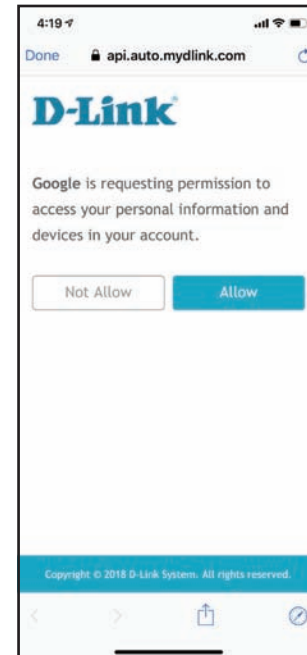 4:19
Done api.auto.mydlink.com
D-Link
Google is requesting permission to
access your personal information and
devices in your account.
Not Allow Allow
Copyright © 2018 D-Link System. All rights reserved.